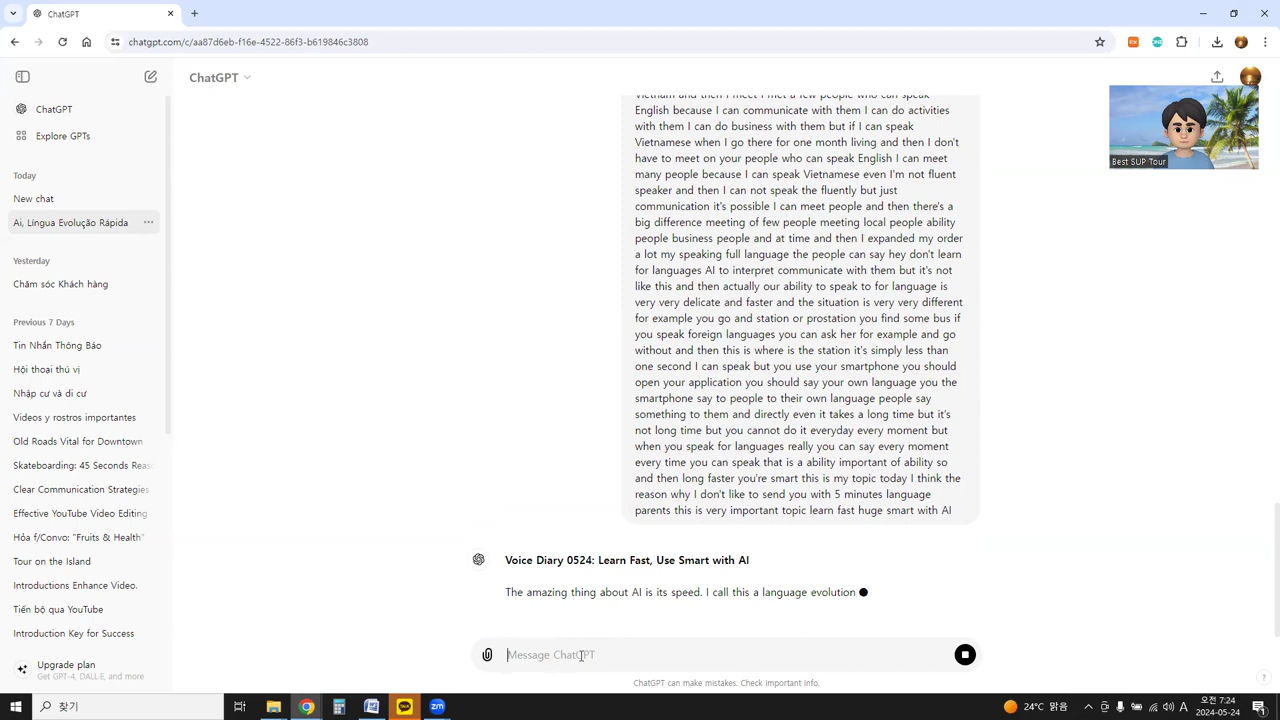 ChatGPT
chatgpt.com/c/aa87d6eb-f16e-4522-86f3-b619846c3808
ChatGPT
ChatGPT
Explore GPTs
Today
New chat
Ai, Língua Evolução Rápida
Yesterday
Chăm sóc Khách hàng
Previous 7 Days
Tin Nhắn Thông Báo
Hội thoại thú vị
Nhập cư và di cư
Videos y rostros importantes
Old Roads Vital for Downtown
Skateboarding: 45 Seconds Reas
Clear Communication Strategies
Effective YouTube Video Editing
Hỏa f/Convo: "Fruits & Health"
Tour on the Island
Introductions Enhance Video.
Tiến bộ qua YouTube
Introduction Key for Success
Upgrade plan
Get GPT-4, DALL·E, and more
Vietnam and then I meet I met a few people who can speak
English because I can communicate with them I can do activities
with them I can do business with them but if I can speak
Vietnamese when I go there for one month living and then I don't
have to meet on your people who can speak English I can meet
many people because I can speak Vietnamese even I'm not fluent
speaker and then I can not speak the fluently but just
communication it's possible I can meet people and then there's a
big difference meeting of few people meeting local people ability
people business people and at time and then I expanded my order
a lot my speaking full language the people can say hey don't learn
for languages AI to interpret communicate with them but it's not
like this and then actually our ability to speak to for language is
very very delicate and faster and the situation is very very different
for example you go and station or prostation you find some bus if
you speak foreign languages you can ask her for example and go
without and then this is where is the station it's simply less than
one second I can speak but you use your smartphone you should
open your application you should say your own language you the
smartphone say to people to their own language people say
something to them and directly even it takes a long time but it's
not long time but you cannot do it everyday every moment but
when you speak for languages really you can say every moment
every time you can speak that is a ability important of ability so
and then long faster you're smart this is my topic today I think the
reason why I don't like to send you with 5 minutes language
parents this is very important topic learn fast huge smart with AI
Voice Diary 0524: Learn Fast, Use Smart with AI
The amazing thing about AI is its speed. I call this a language evolution
Message ChatGPT
ChatGPT can make mistakes. Check important info.
?
Best SUP Tour
찾기
24°C 맑음
A
오전 7:24
2024-05-24